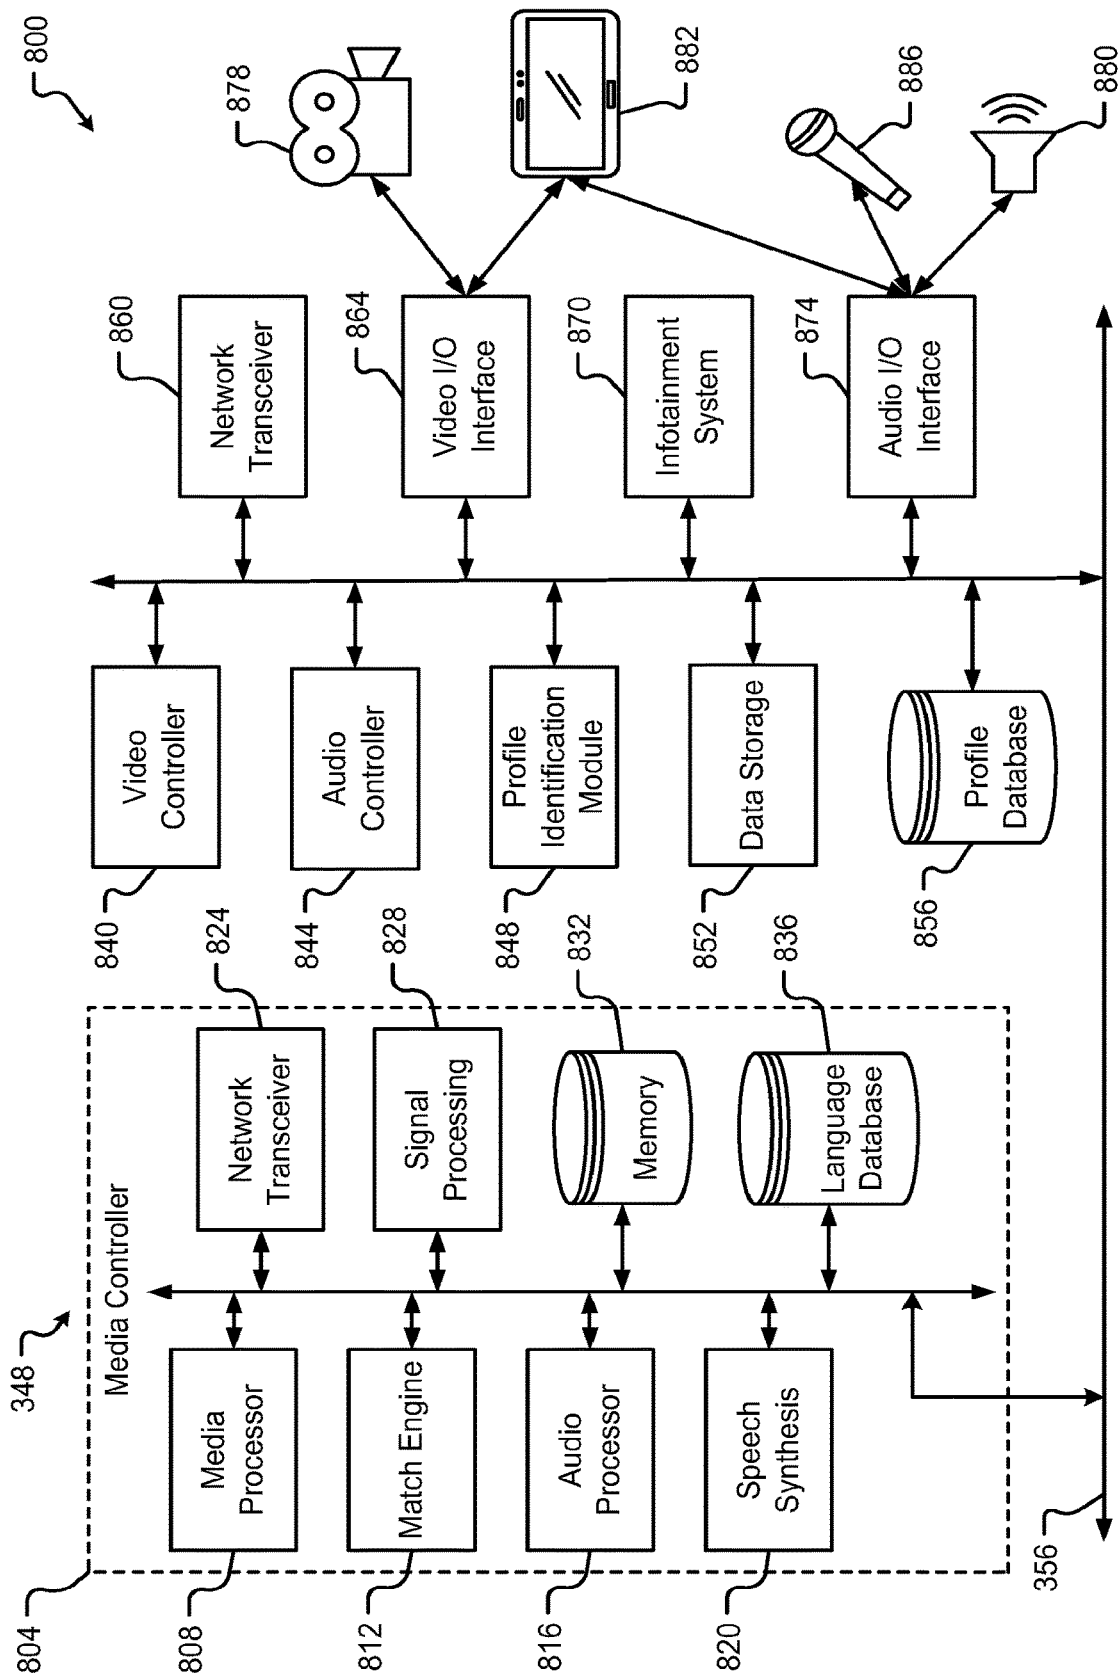 800
348
804
Media Controller
808
Media
Processor
812
Match Engine
816
Audio
Processor
820
Speech
Synthesis
824
Network
Transceiver
828
Signal
Processing
832
Memory
836
Language
Database
840
Video
Controller
844
Audio
Controller
848
Profile
Identification
Module
852
Data Storage
856
Profile
Database
860
Network
Transceiver
864
Video I/O
Interface
870
Infotainment
System
874
Audio I/O
Interface
878
882
886
880
356